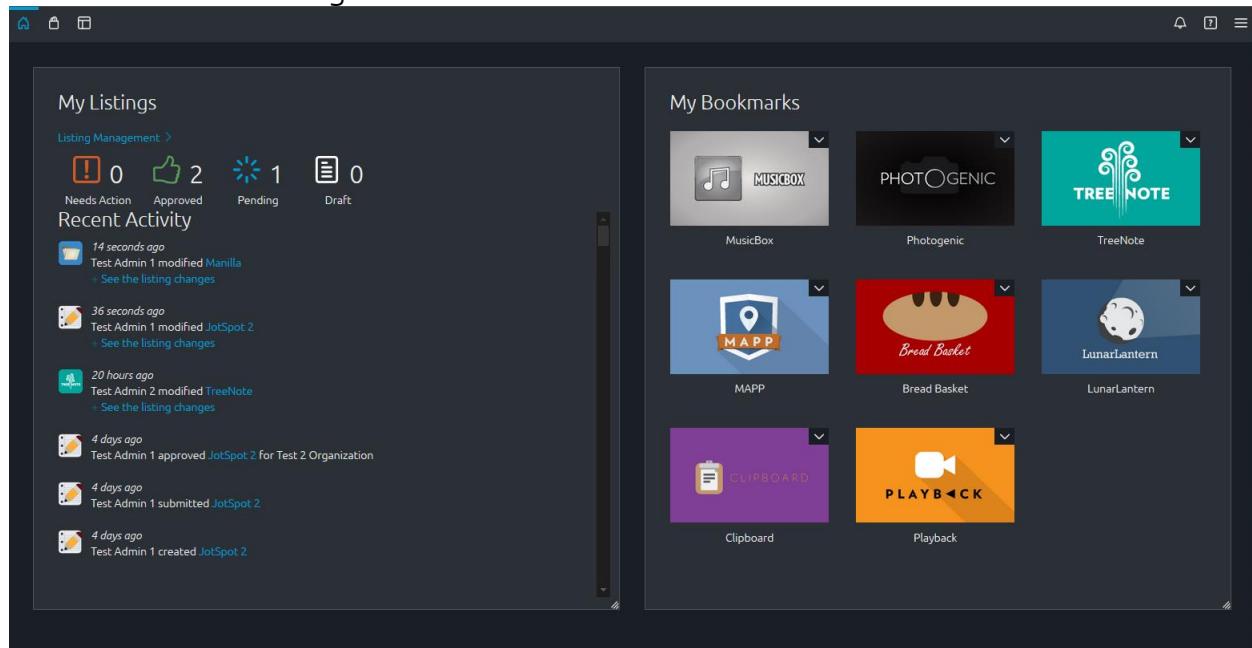 My Listings
Listing Management >
0
2
1
0
Needs Action
Approved
Pending
Draft
Recent Activity
14 seconds ago
Test Admin 1 modified Manilla
+ See the listing changes
36 seconds ago
Test Admin 1 modified JotSpot 2
+ See the listing changes
20 hours ago
Test Admin 2 modified TreeNote
+ See the listing changes
4 days ago
Test Admin 1 approved JotSpot 2 for Test 2 Organization
4 days ago
Test Admin 1 submitted JotSpot 2
4 days ago
Test Admin 1 created JotSpot 2
My Bookmarks
MUSICBOX
PHOTOGENIC
TREE NOTE
MusicBox
Photogenic
TreeNote
MAPP
Bread Basket
LunarLantern
MAPP
Bread Basket
LunarLantern
CLIPBOARD
PLAYBACK
Clipboard
Playback